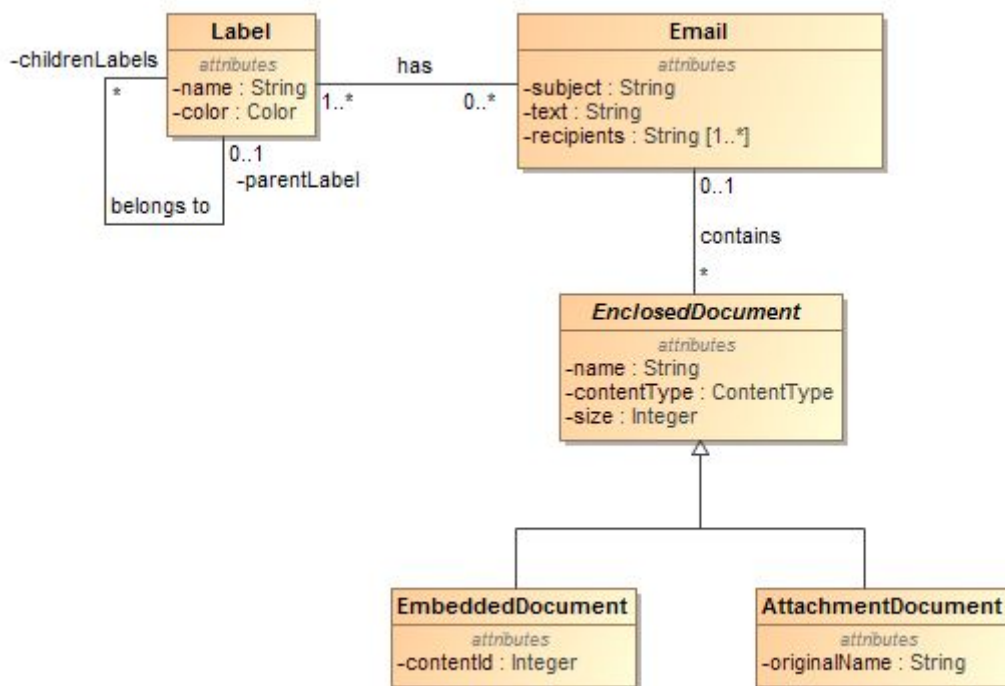 Label
attributes
-name : String
-color : Color
-childrenLabels
*
0..1
-parentLabel
belongs to
has
1..*
0..*
Email
attributes
-subject : String
-text : String
-recipients : String [1..*]
0..1
contains
*
EnclosedDocument
attributes
-name : String
-contentType : ContentType
-size : Integer
EmbeddedDocument
attributes
-contentId : Integer
AttachmentDocument
attributes
-originalName : String